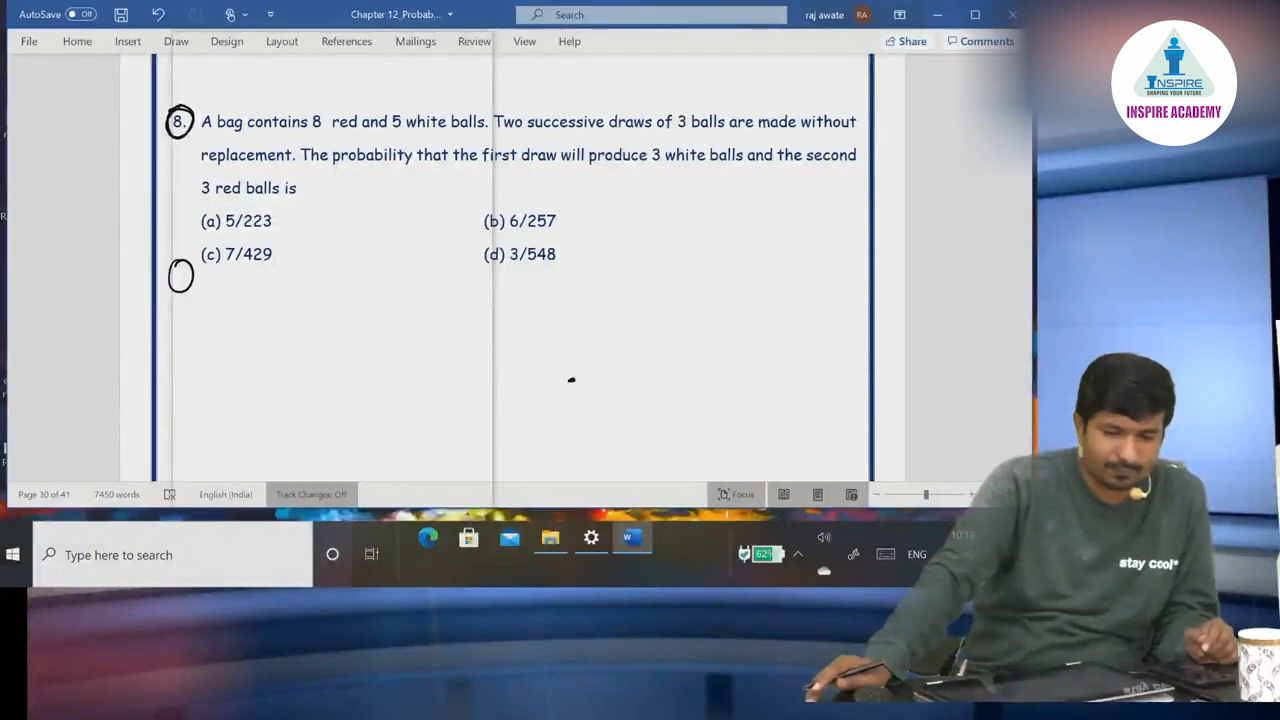 AutoSave Off Chapter 12_Probab... Search raj awate RA
File Home Insert Draw Design Layout References Mailings Review View Help Share Comments
INSPIRE
SHAPING YOUR FUTURE
INSPIRE ACADEMY
8. A bag contains 8 red and 5 white balls. Two successive draws of 3 balls are made without
replacement. The probability that the first draw will produce 3 white balls and the second
3 red balls is
(a) 5/223 (b) 6/257
(c) 7/429 (d) 3/548
Page 30 of 41 7450 words English (India) Track Changes: Off Focus
Type here to search 62% ENG
10:13
stay cool*